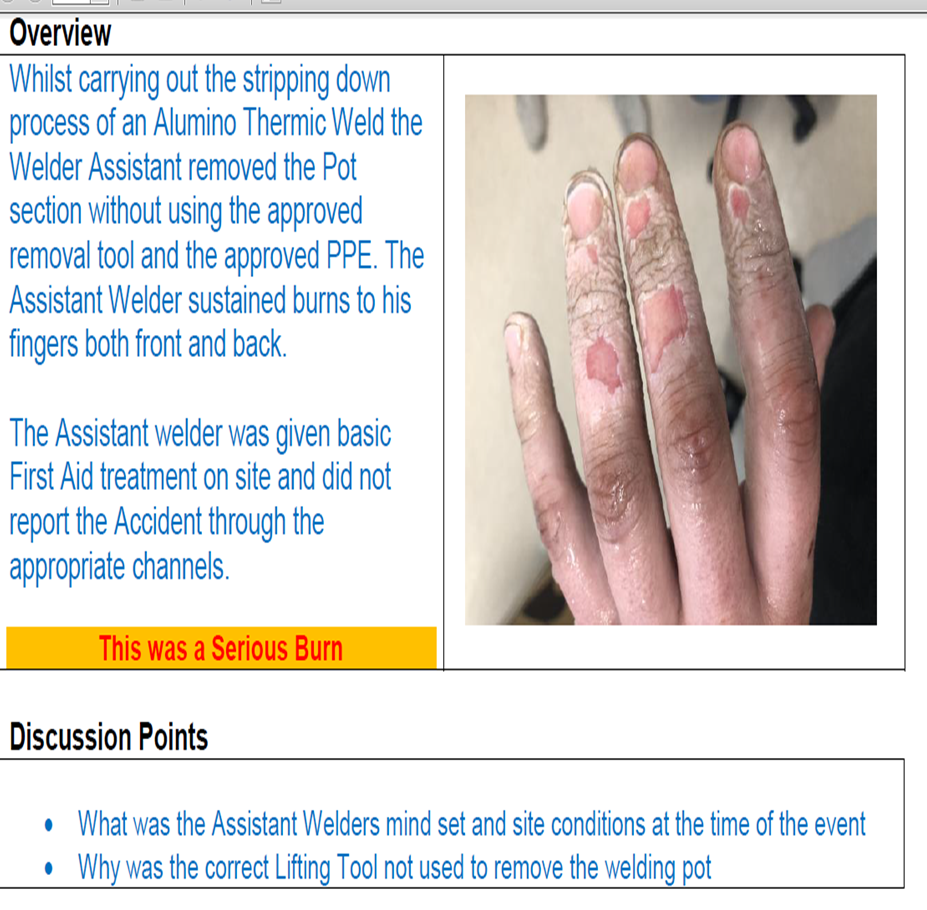 Overview
Whilst carrying out the stripping down
process of an Alumino Thermic Weld the
Welder Assistant removed the Pot
section without using the approved
removal tool and the approved PPE. The
Assistant Welder sustained burns to his
fingers both front and back.
The Assistant welder was given basic
First Aid treatment on site and did not
report the Accident through the
appropriate channels.
This was a Serious Burn
Discussion Points
• What was the Assistant Welders mind set and site conditions at the time of the event
• Why was the correct Lifting Tool not used to remove the welding pot